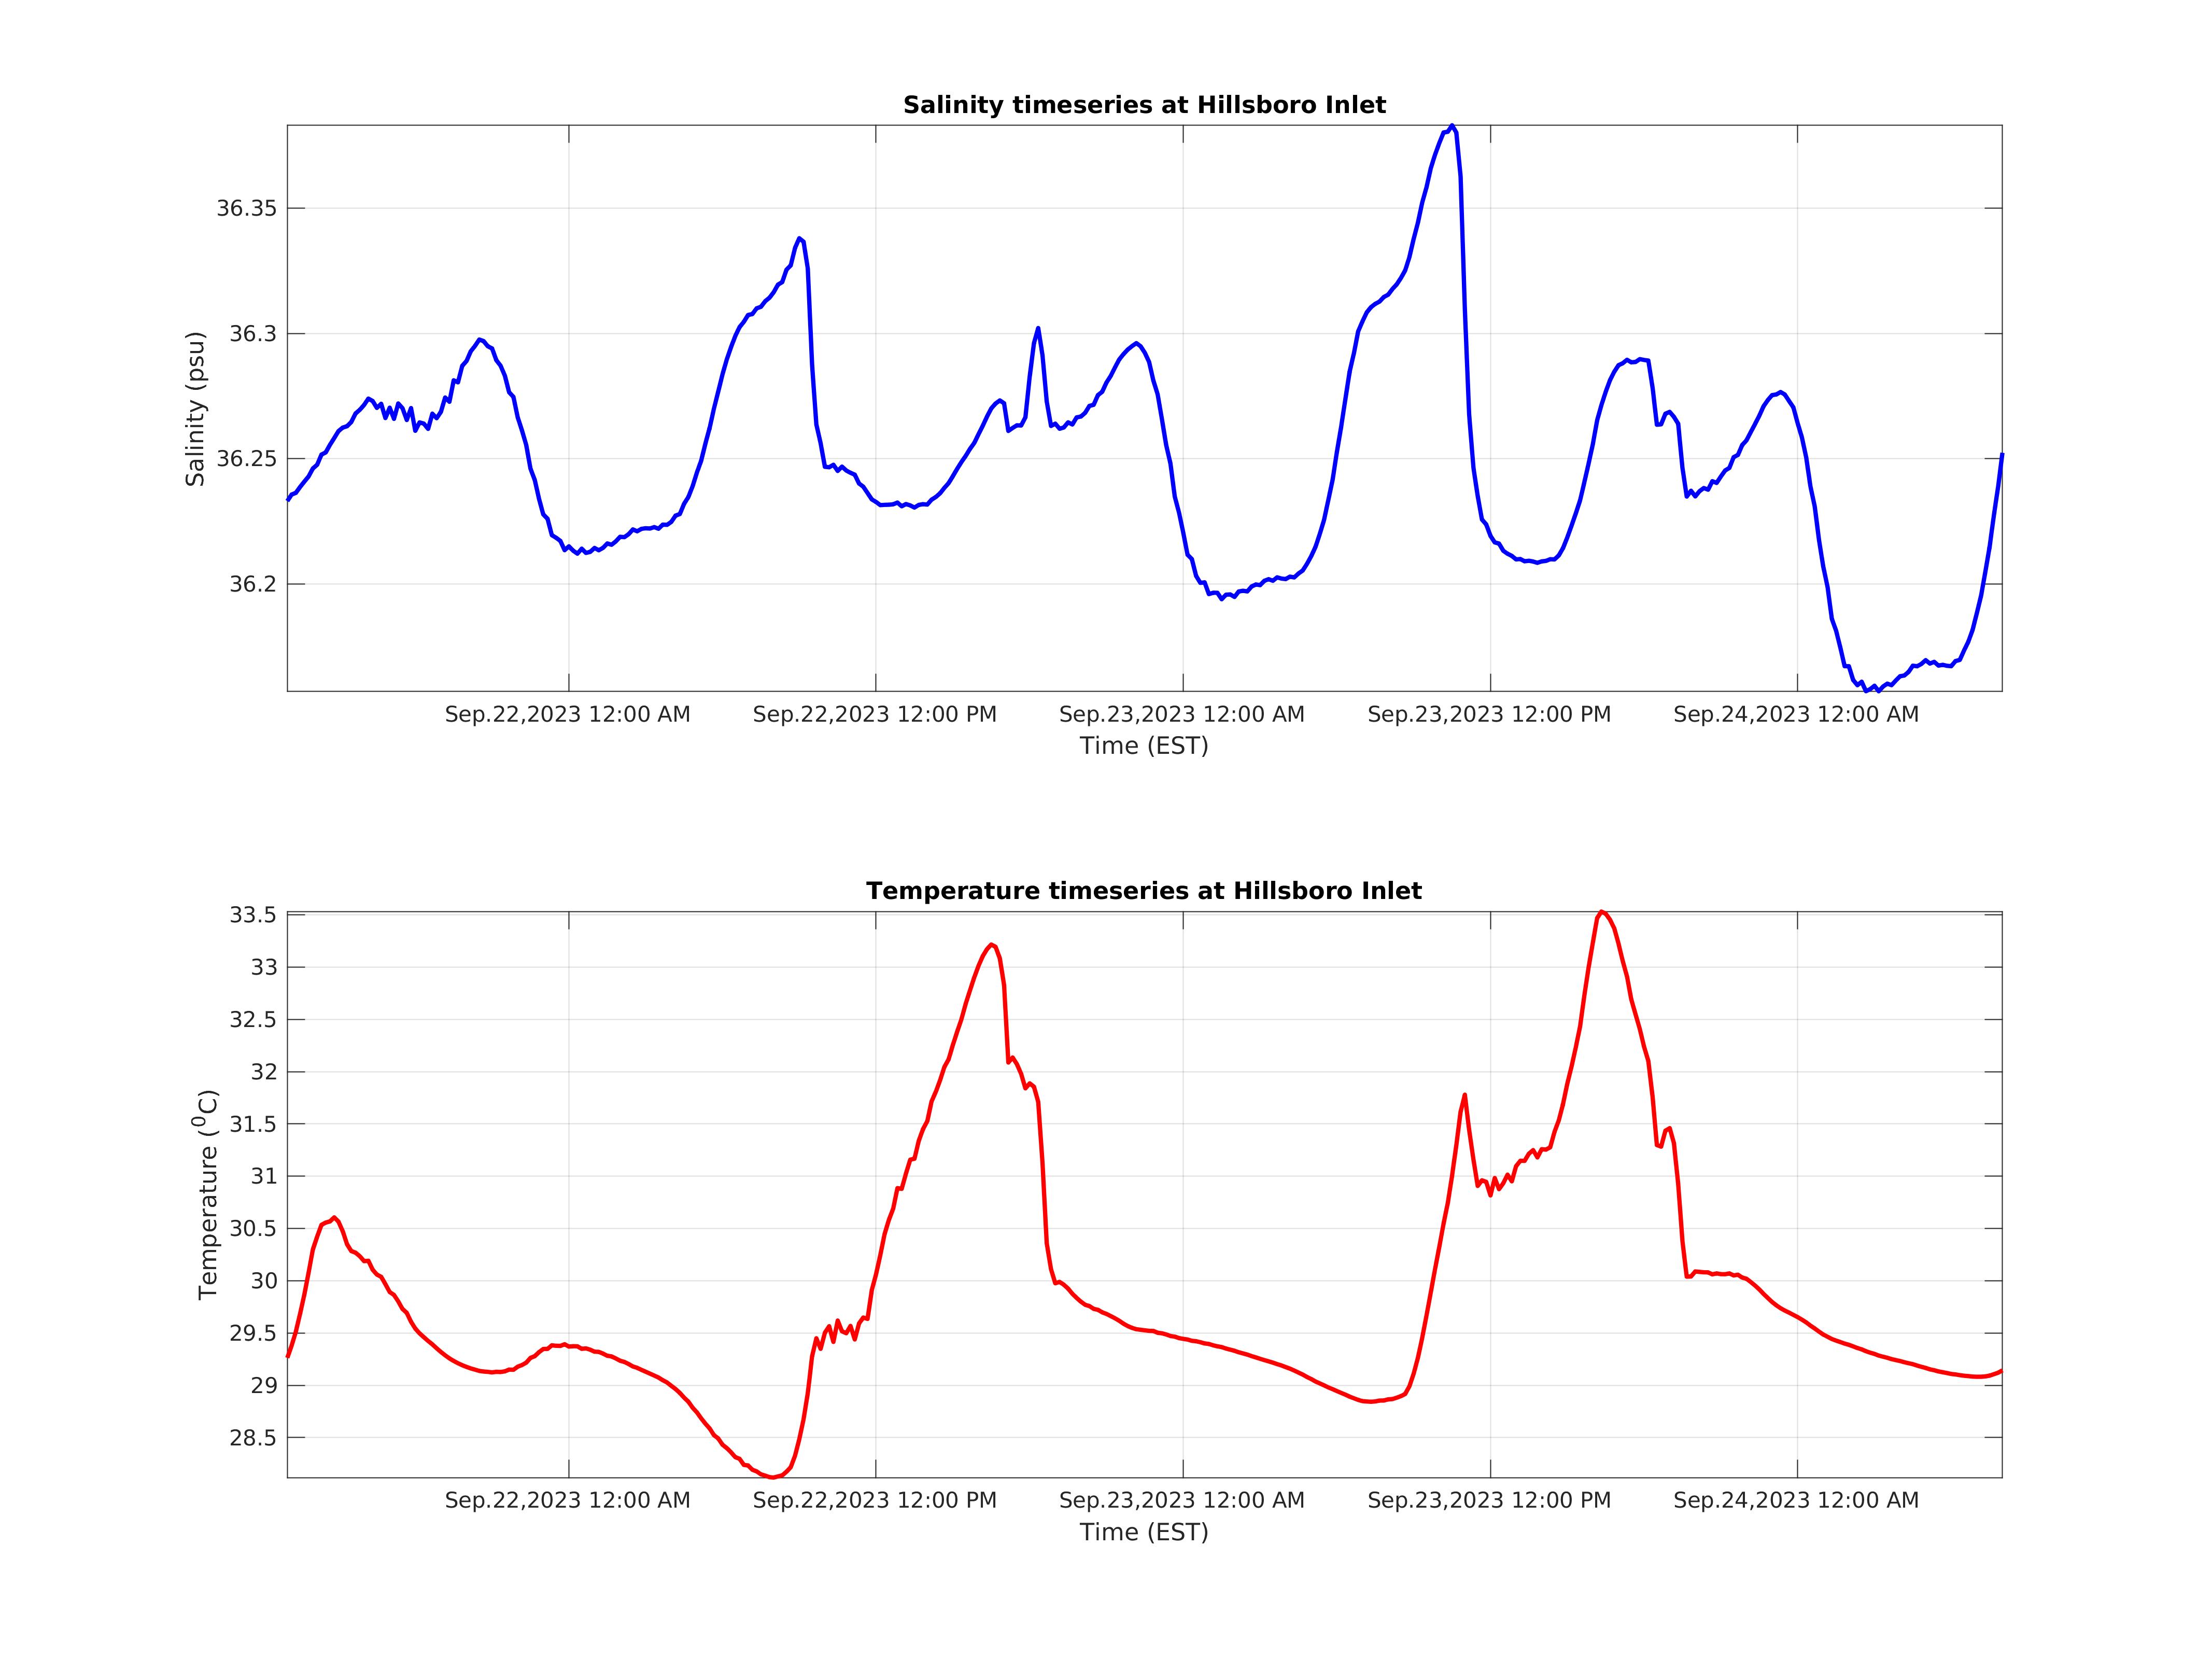 Salinity timeseries at Hillsboro Inlet
36.35
36.3
36.25
36.2
Salinity (psu)
Sep.22,2023 12:00 AM Sep.22,2023 12:00 PM Sep.23,2023 12:00 AM Sep.23,2023 12:00 PM Sep.24,2023 12:00 AM
Time (EST)
Temperature timeseries at Hillsboro Inlet
33.5
33
32.5
32
31.5
31
30.5
30
29.5
29
28.5
Temperature (⁰C)
Sep.22,2023 12:00 AM Sep.22,2023 12:00 PM Sep.23,2023 12:00 AM Sep.23,2023 12:00 PM Sep.24,2023 12:00 AM
Time (EST)